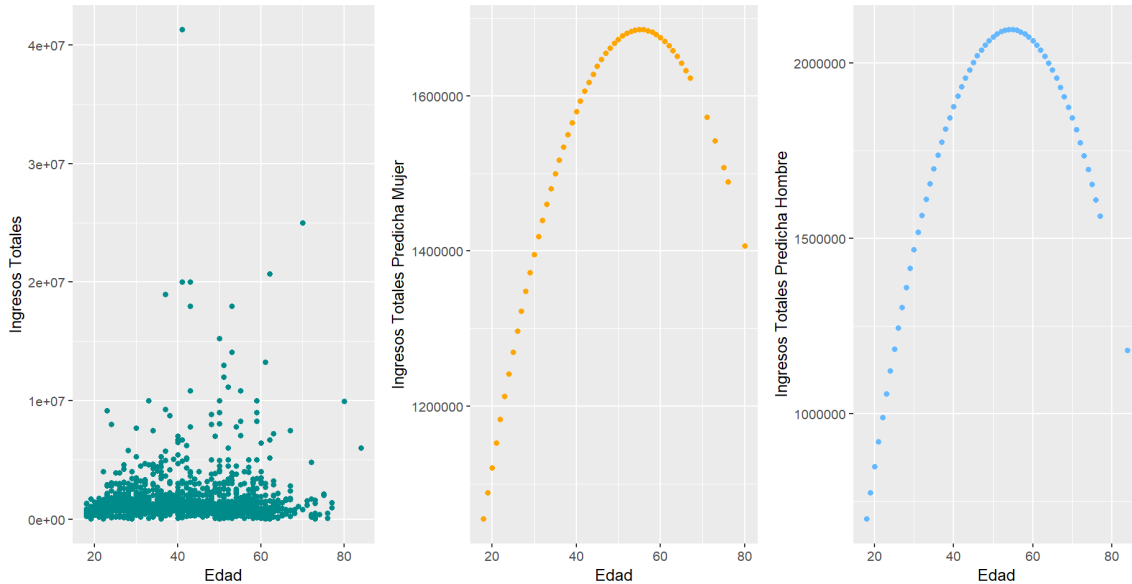 Ingresos Totales
4e+07
3e+07
2e+07
1e+07
0e+00
20 40 60 80
Edad
Ingresos Totales Predicha Mujer
1600000
1400000
1200000
20 40 60 80
Edad
Ingresos Totales Predicha Hombre
2000000
1500000
1000000
20 40 60 80
Edad